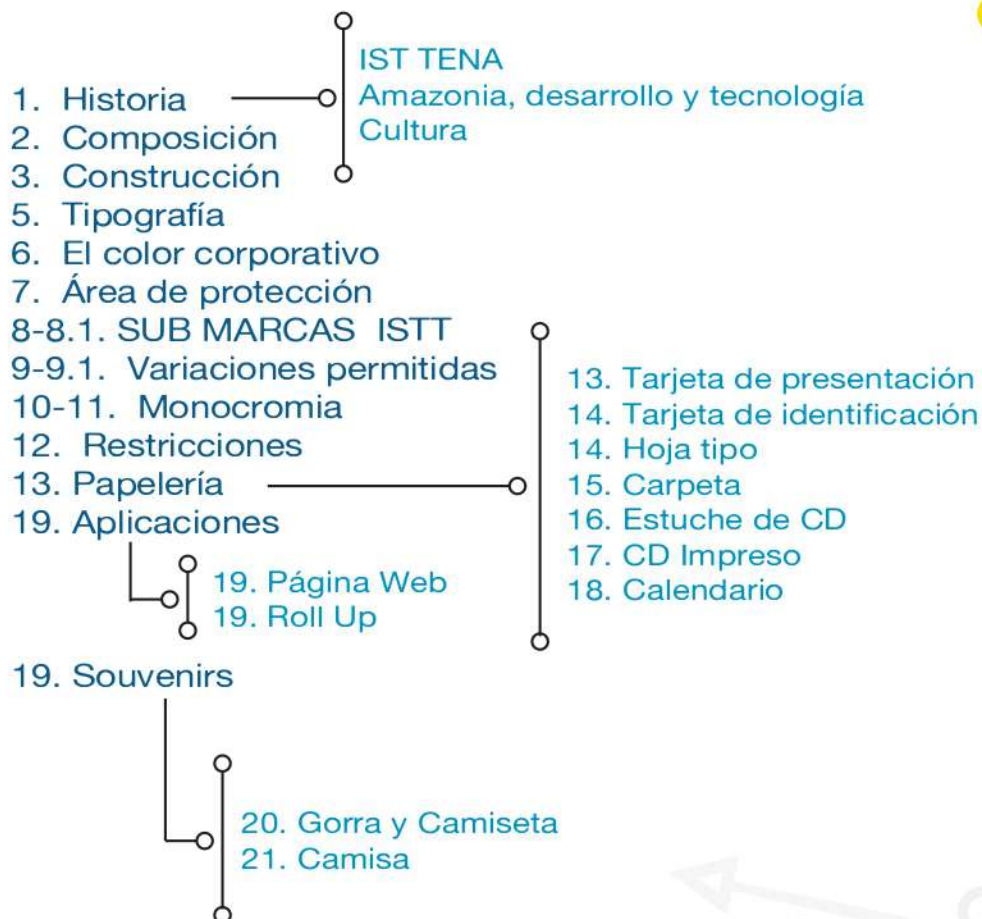 1. Historia
IST TENA
Amazonia, desarrollo y tecnología
Cultura
2. Composición
3. Construcción
5. Tipografía
6. El color corporativo
7. Área de protección
8-8.1. SUB MARCAS ISTT
9-9.1. Variaciones permitidas
10-11. Monocromia
12. Restricciones
13. Papelería
13. Tarjeta de presentación
14. Tarjeta de identificación
14. Hoja tipo
15. Carpeta
16. Estuche de CD
17. CD Impreso
18. Calendario
19. Aplicaciones
19. Página Web
19. Roll Up
19. Souvenirs
20. Gorra y Camiseta
21. Camisa